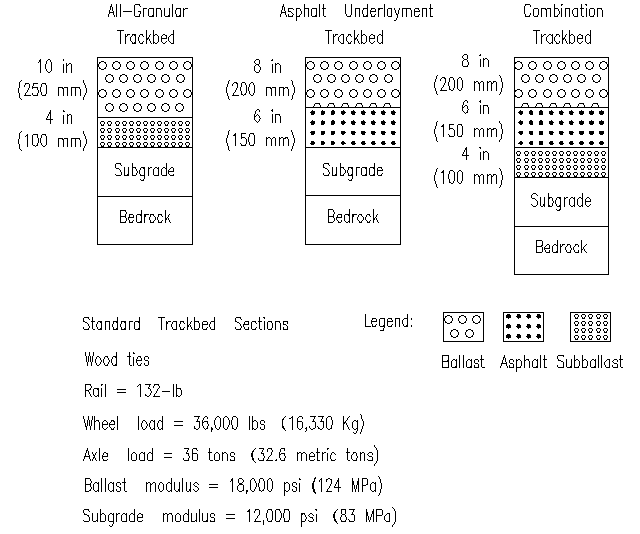 All-Granular
Trackbed
10 in
(250 mm)
4 in
(100 mm)
Subgrade
Bedrock
Asphalt Underlayment
Trackbed
8 in
(200 mm)
6 in
(150 mm)
Subgrade
Bedrock
Combination
Trackbed
8 in
(200 mm)
6 in
(150 mm)
4 in
(100 mm)
Subgrade
Bedrock
Standard Trackbed Sections
Legend:
Ballast Asphalt Subballast
Wood ties
Rail = 132-lb
Wheel load = 36,000 lbs (16,330 Kg)
Axle load = 36 tons (32.6 metric tons)
Ballast modulus = 18,000 psi (124 MPa)
Subgrade modulus = 12,000 psi (83 MPa)